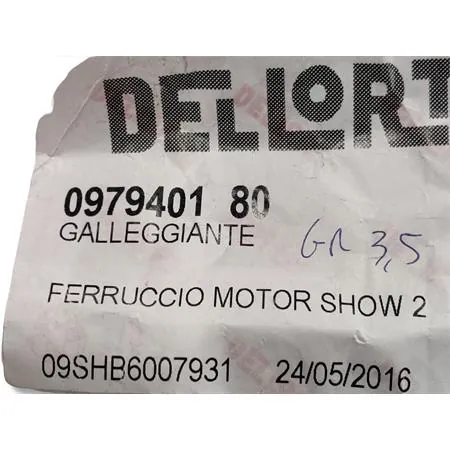 DELLORT
0979401 80
GALLEGGIANTE
GR 3,5
FERRUCCIO MOTOR SHOW 2
09SHB6007931 24/05/2016